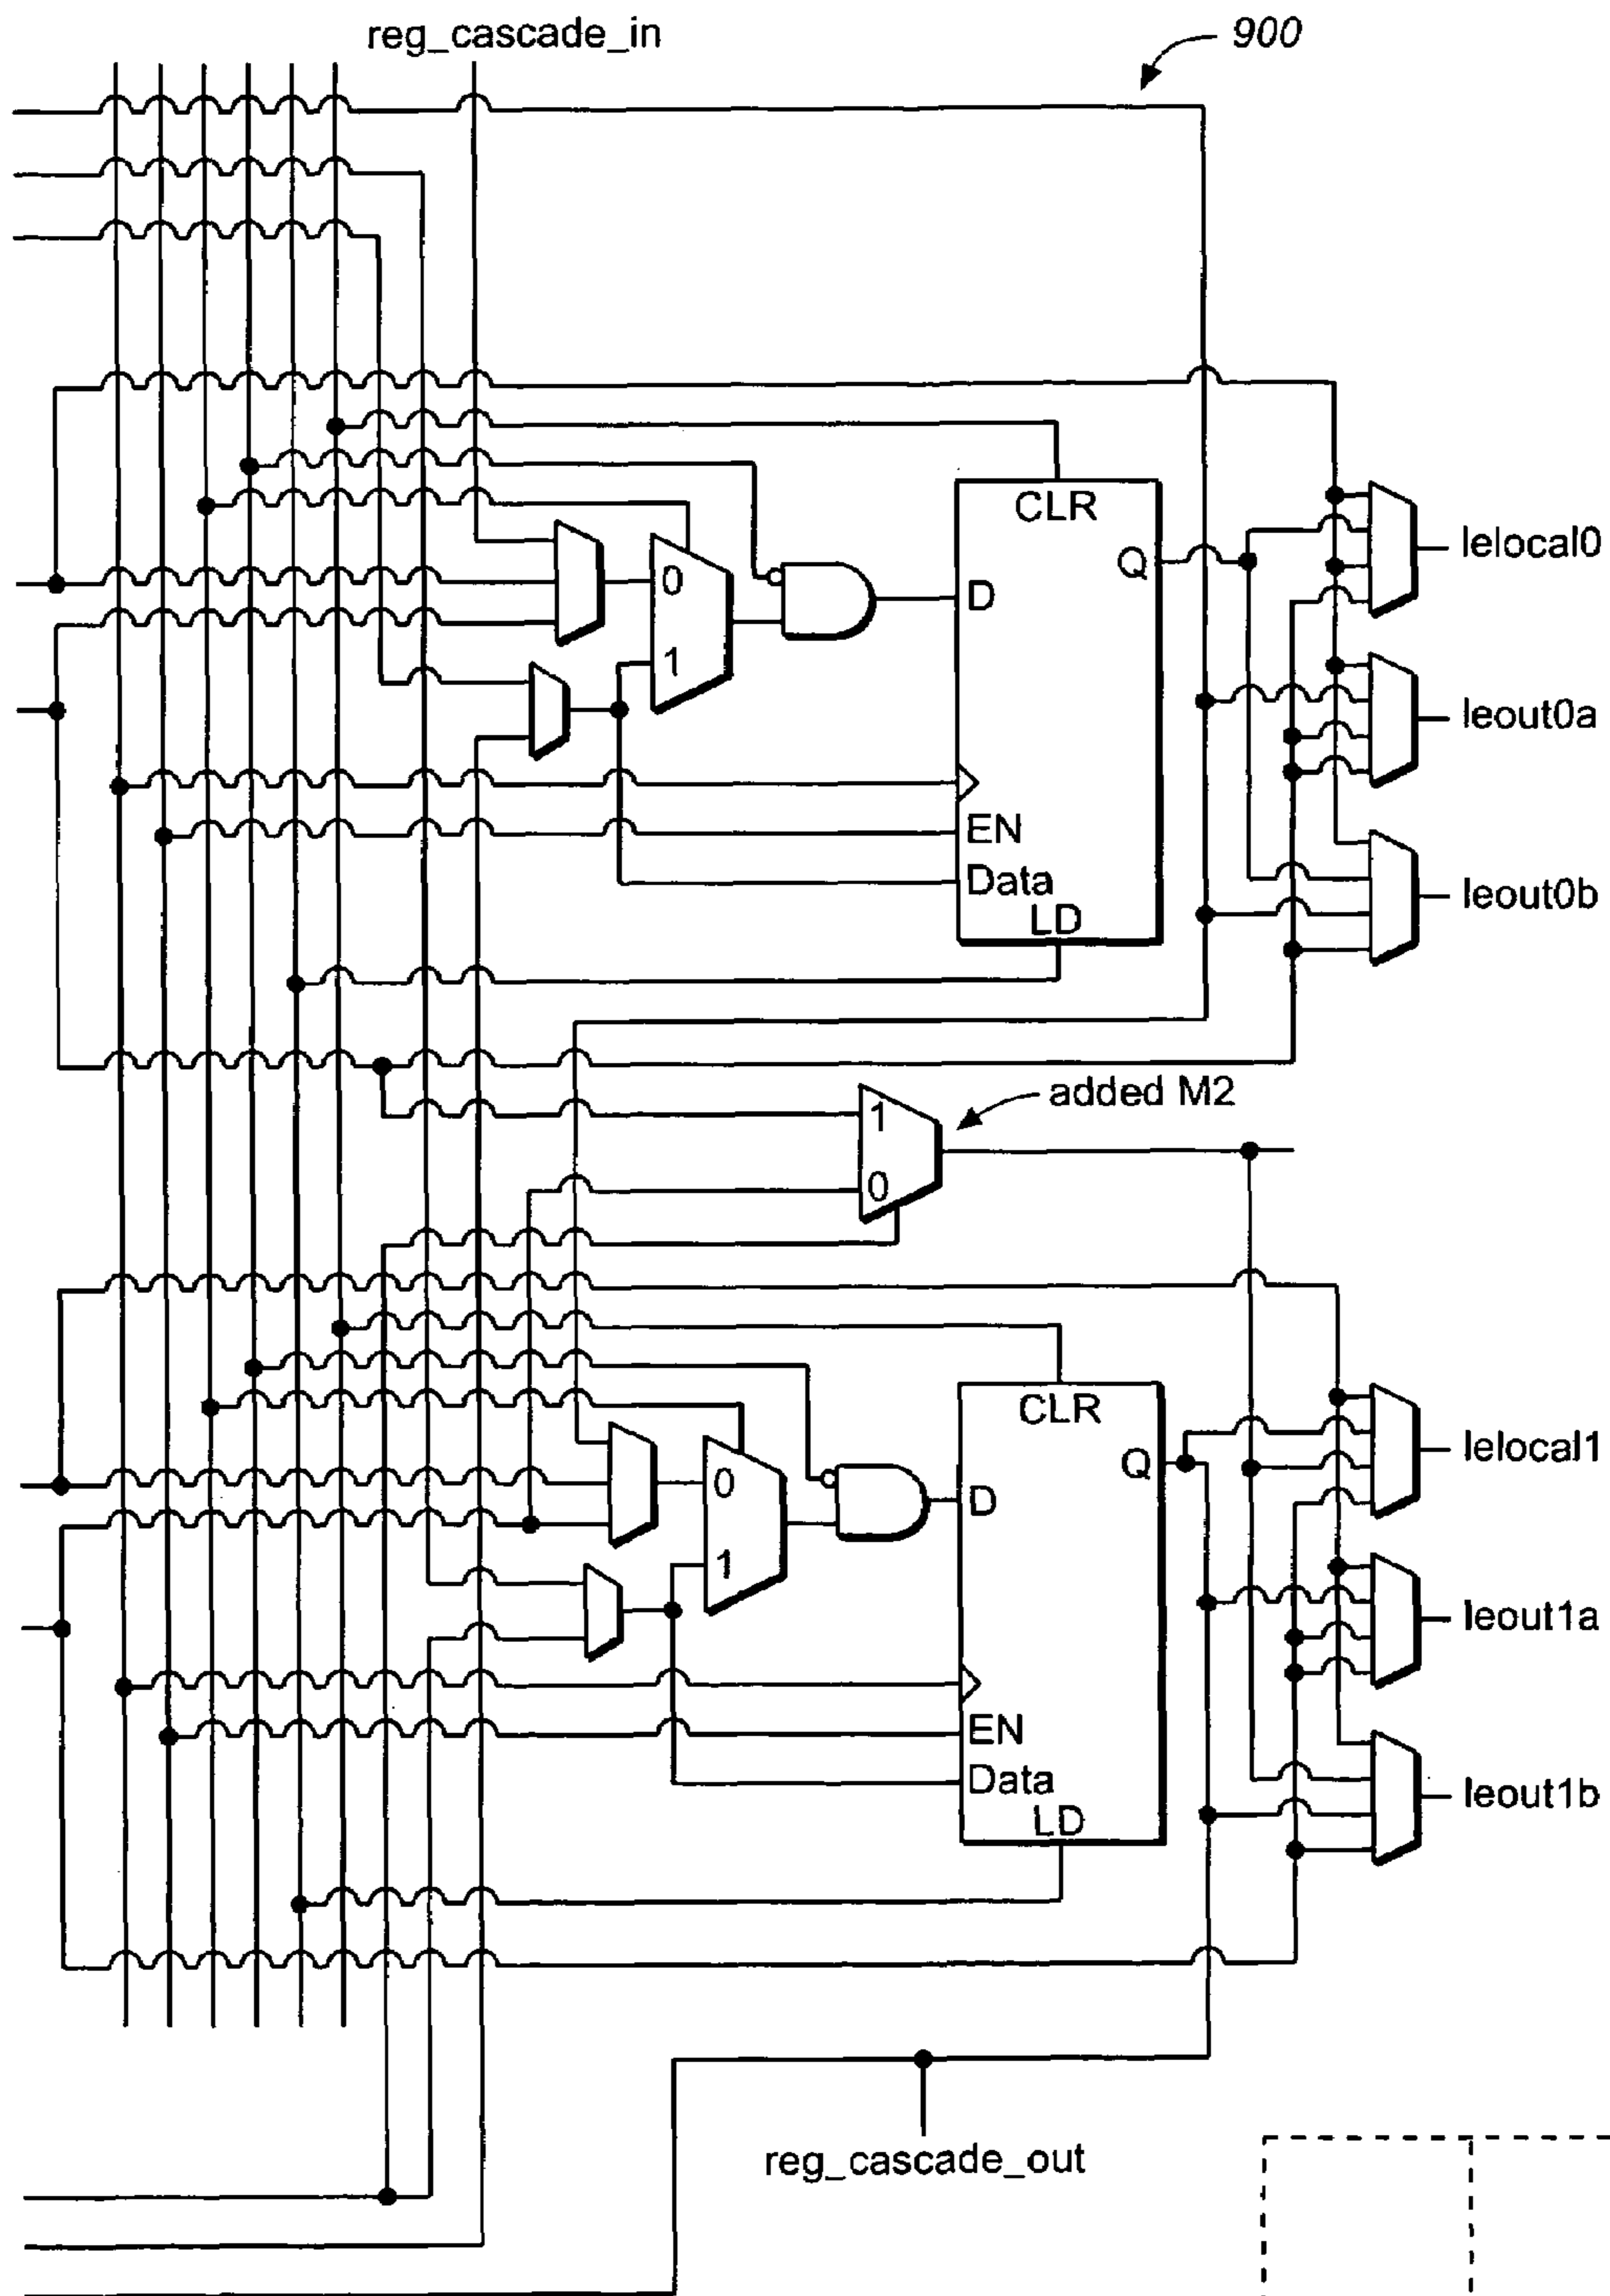 reg_cascade_in
900
CLR
Q
lelocal0
0
D
1
leout0a
EN
Data
leout0b
LD
added M2
1
0
CLR
lelocal1
Q
0
D
1
leout1a
EN
Data
leout1b
LD
reg_cascade_out